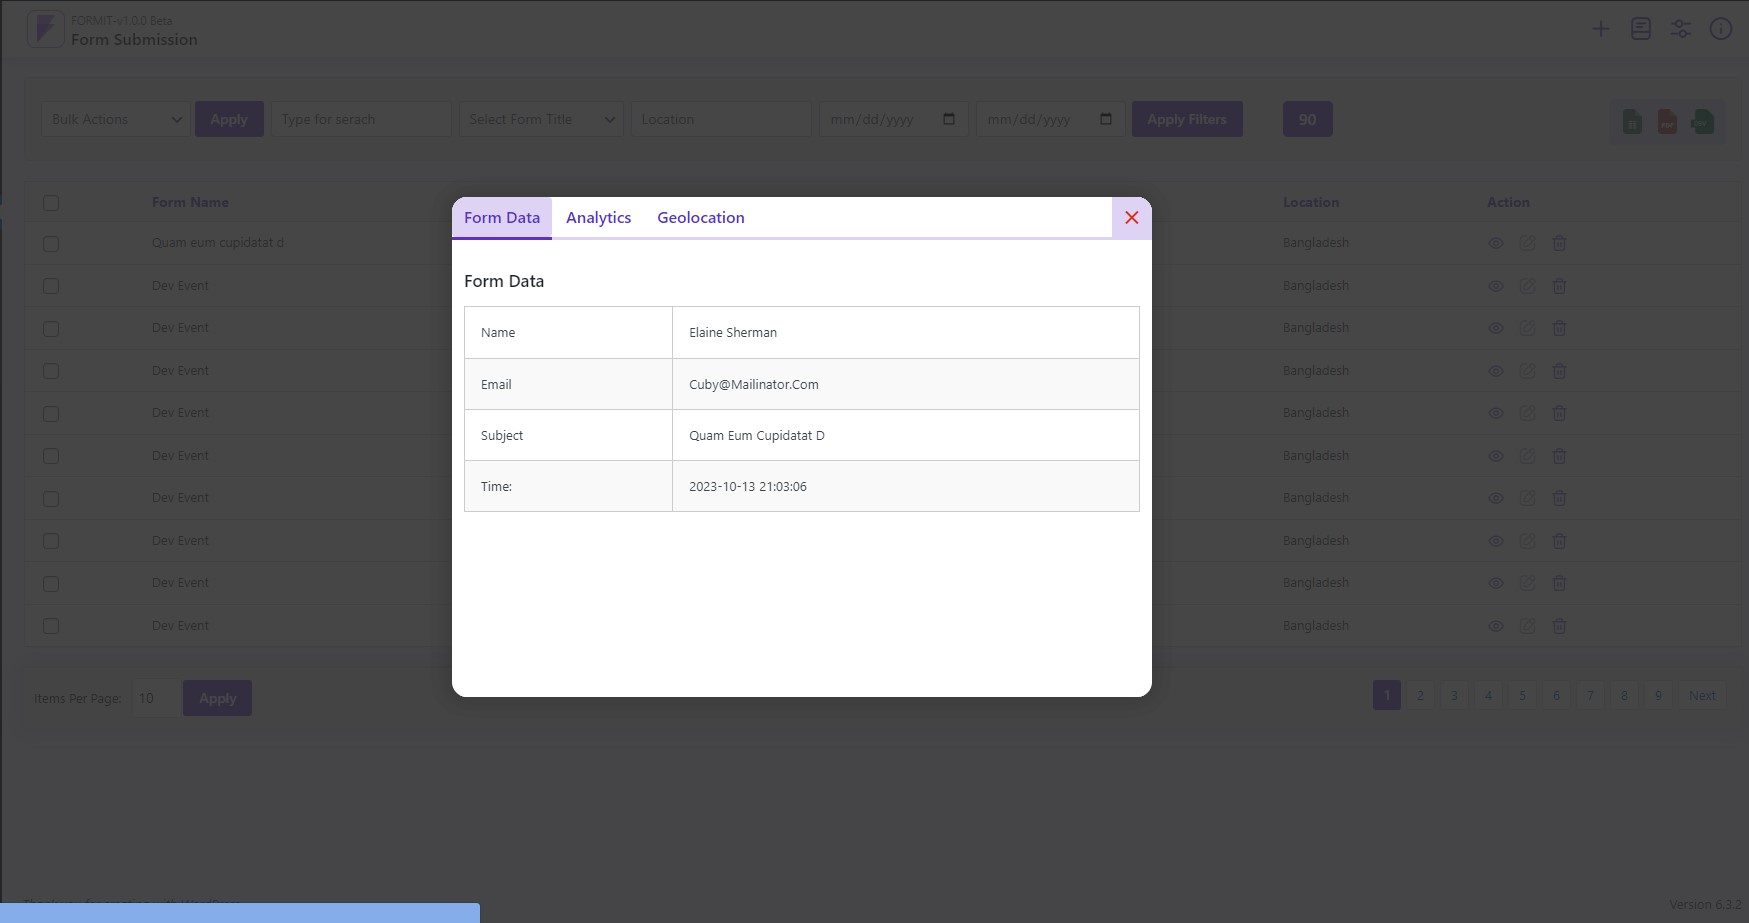 FORMIT-v1.0.0 Beta
Form Submission
Bulk Actions Apply Type for serach Select Form Title Location mm/dd/yyyy mm/dd/yyyy Apply Filters 90
Form Name Location Action
Form Data Analytics Geolocation
Quam eum cupidatat d Bangladesh
Form Data
Dev Event Bangladesh
Name Elaine Sherman
Dev Event Bangladesh
Dev Event Bangladesh
Email Cuby@Mailinator.Com
Dev Event Bangladesh
Subject Quam Eum Cupidatat D
Dev Event Bangladesh
Time: 2023-10-13 21:03:06
Dev Event Bangladesh
Dev Event Bangladesh
Dev Event Bangladesh
Dev Event Bangladesh
Items Per Page: 10 Apply 1 2 3 4 5 6 7 8 9 Next
Version 6.3.2